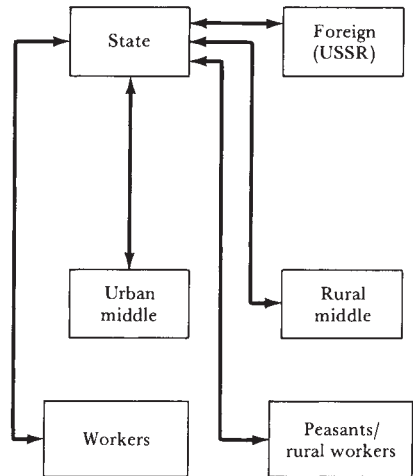 State
Foreign
(USSR)
Urban
middle
Rural
middle
Workers
Peasants/
rural workers